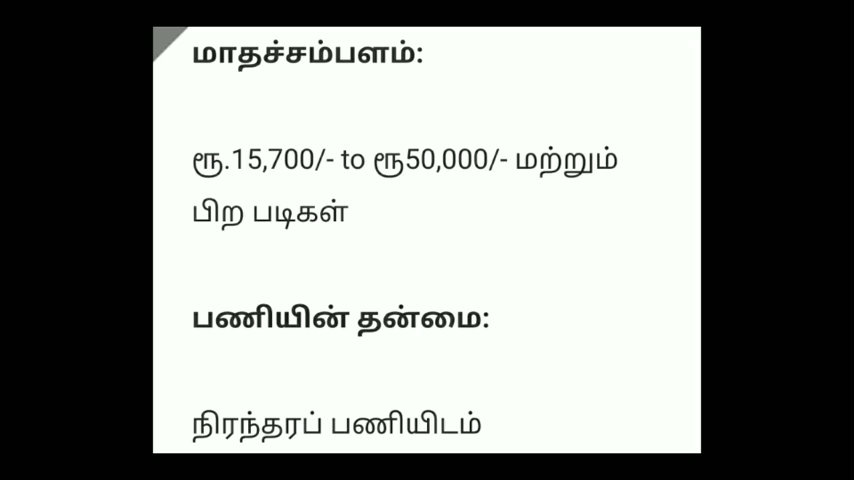 மாதச்சம்பளம்:
ரூ.15,700/- to ரூ50,000/- மற்றும்
பிற படிகள்
பணியின் தன்மை:
நிரந்தரப் பணியிடம்